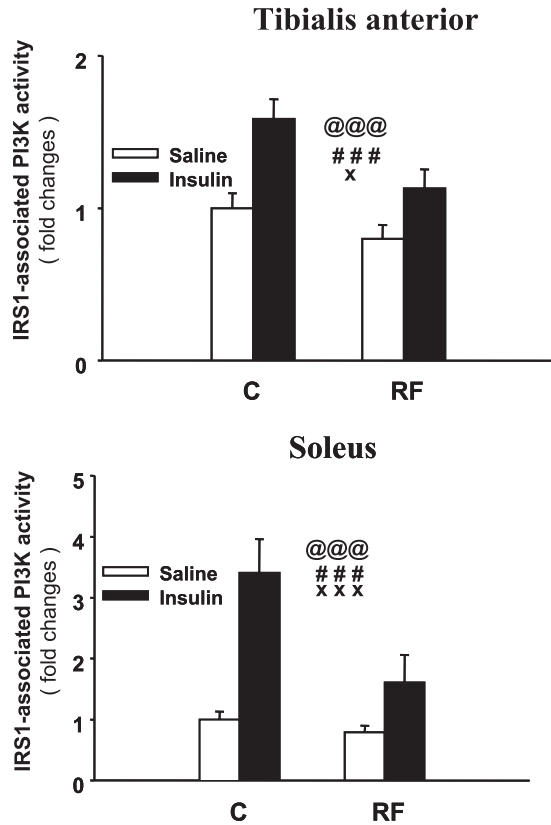 Tibialis anterior
IRS1-associated PI3K activity
( fold changes )
2
1
0
Saline
Insulin
@@@
# # #
x
C RF
Soleus
IRS1-associated PI3K activity
( fold changes )
5
4
3
2
1
0
Saline
Insulin
@@@
# # #
x x x
C RF